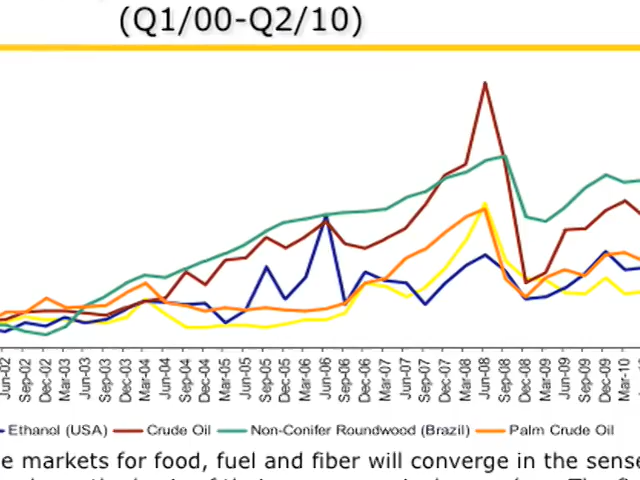 (Q1/00-Q2/10)
Jun-02 Sep-02 Dec-02 Mar-03 Jun-03 Sep-03 Dec-03 Mar-04 Jun-04 Sep-04 Dec-04 Mar-05 Jun-05 Sep-05 Dec-05 Mar-06 Jun-06 Sep-06 Dec-06 Mar-07 Jun-07 Sep-07 Dec-07 Mar-08 Jun-08 Sep-08 Dec-08 Mar-09 Jun-09 Sep-09 Dec-09 Mar-10
Ethanol (USA) Crude Oil Non-Conifer Roundwood (Brazil) Palm Crude Oil
e markets for food, fuel and fiber will converge in the sense